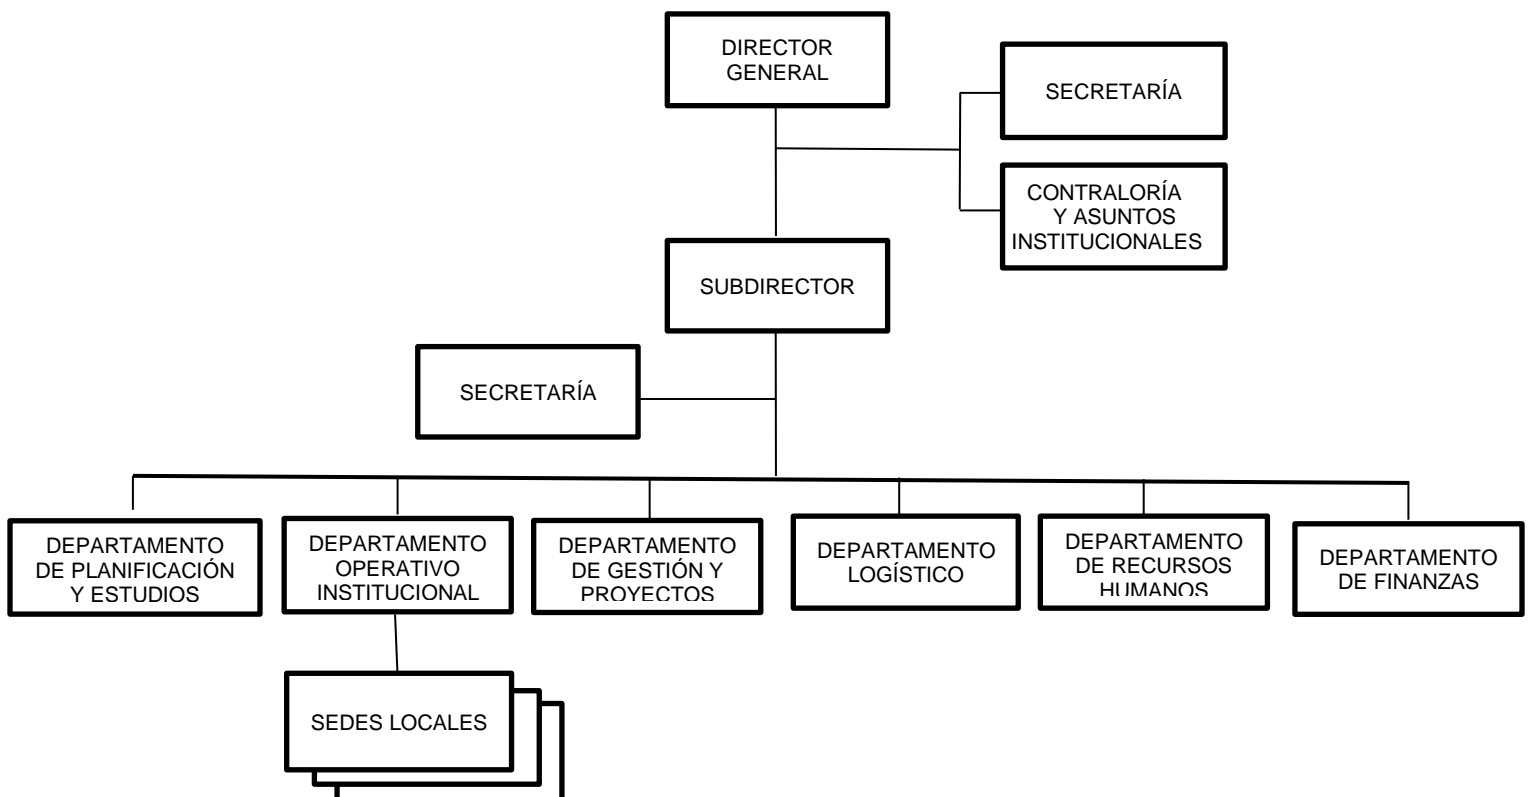 DIRECTOR
GENERAL
SECRETARÍA
CONTRALORÍA
Y ASUNTOS
INSTITUCIONALES
SUBDIRECTOR
SECRETARÍA
DEPARTAMENTO
DE PLANIFICACIÓN
Y ESTUDIOS
DEPARTAMENTO
OPERATIVO
INSTITUCIONAL
DEPARTAMENTO
DE GESTIÓN Y
PROYECTOS
DEPARTAMENTO
LOGÍSTICO
DEPARTAMENTO
DE RECURSOS
HUMANOS
DEPARTAMENTO
DE FINANZAS
SEDES LOCALES